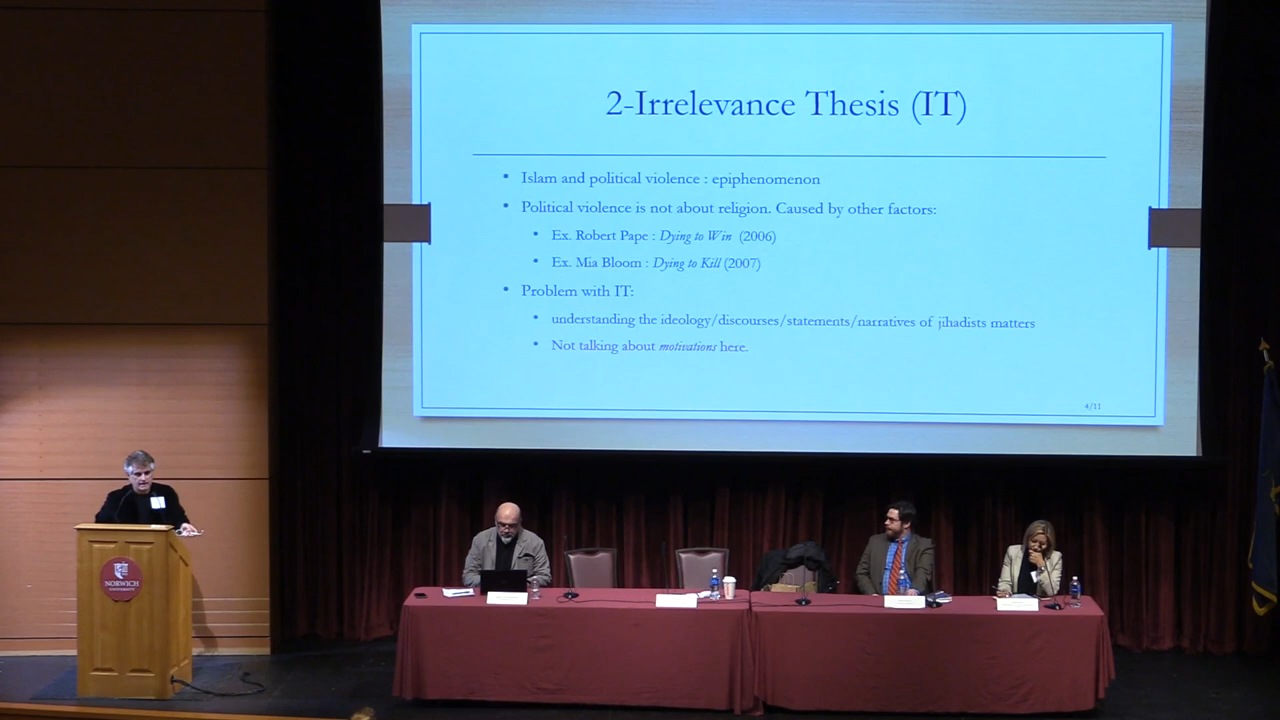 2-Irrelevance Thesis (IT)
• Islam and political violence : epiphenomenon
• Political violence is not about religion. Caused by other factors:
• Ex. Robert Pape : Dying to Win (2006)
• Ex. Mia Bloom : Dying to Kill (2007)
• Problem with IT:
• understanding the ideology/discourses/statements/narratives of jihadists matters
• Not talking about motivations here.
4/11
NORWICH
UNIVERSITY